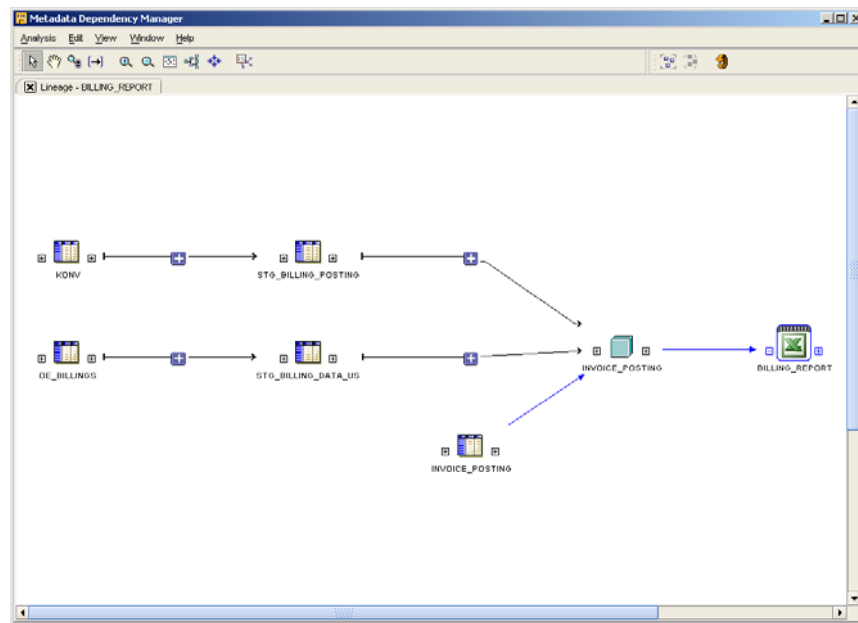 Metadata Dependency Manager
Analysis Edit View Window Help
Lineage - BILLING_REPORT
KONV
STG_BILLING_POSTING
OE_BILLINGS
STG_BILLING_DATA_US
INVOICE_POSTING
BILLING_REPORT
INVOICE_POSTING